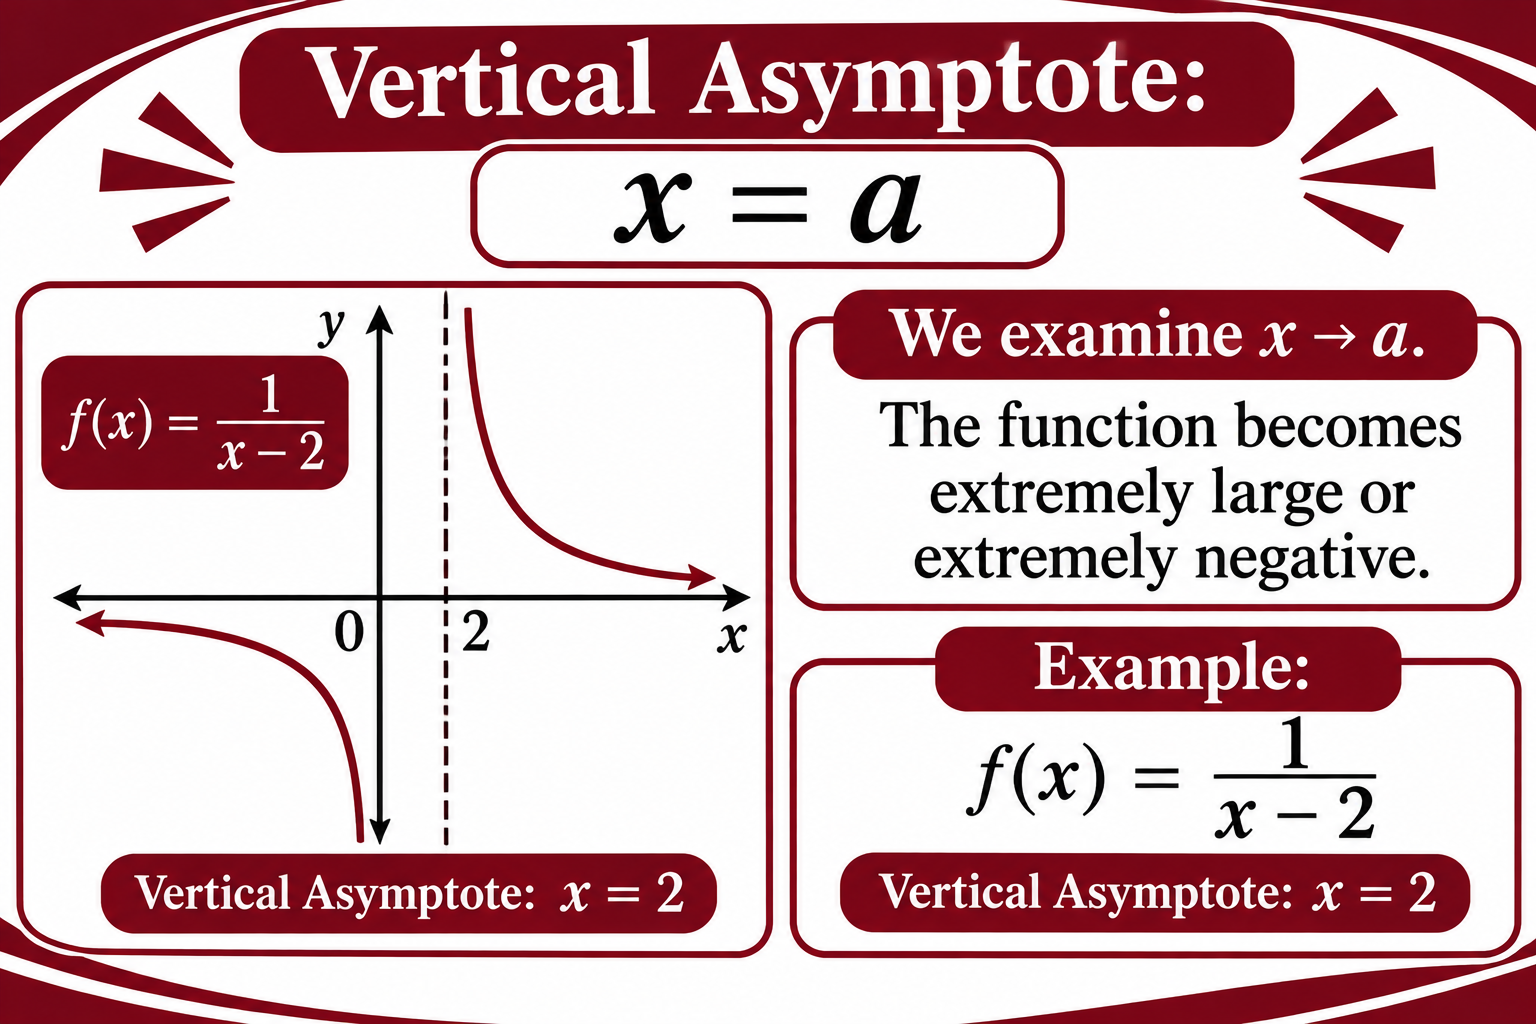 Vertical Asymptote:
x = a
y
f(x) = 1/(x − 2)
0
2
x
Vertical Asymptote: x = 2
We examine x → a.
The function becomes
extremely large or
extremely negative.
Example:
f(x) = 1/(x − 2)
Vertical Asymptote: x = 2